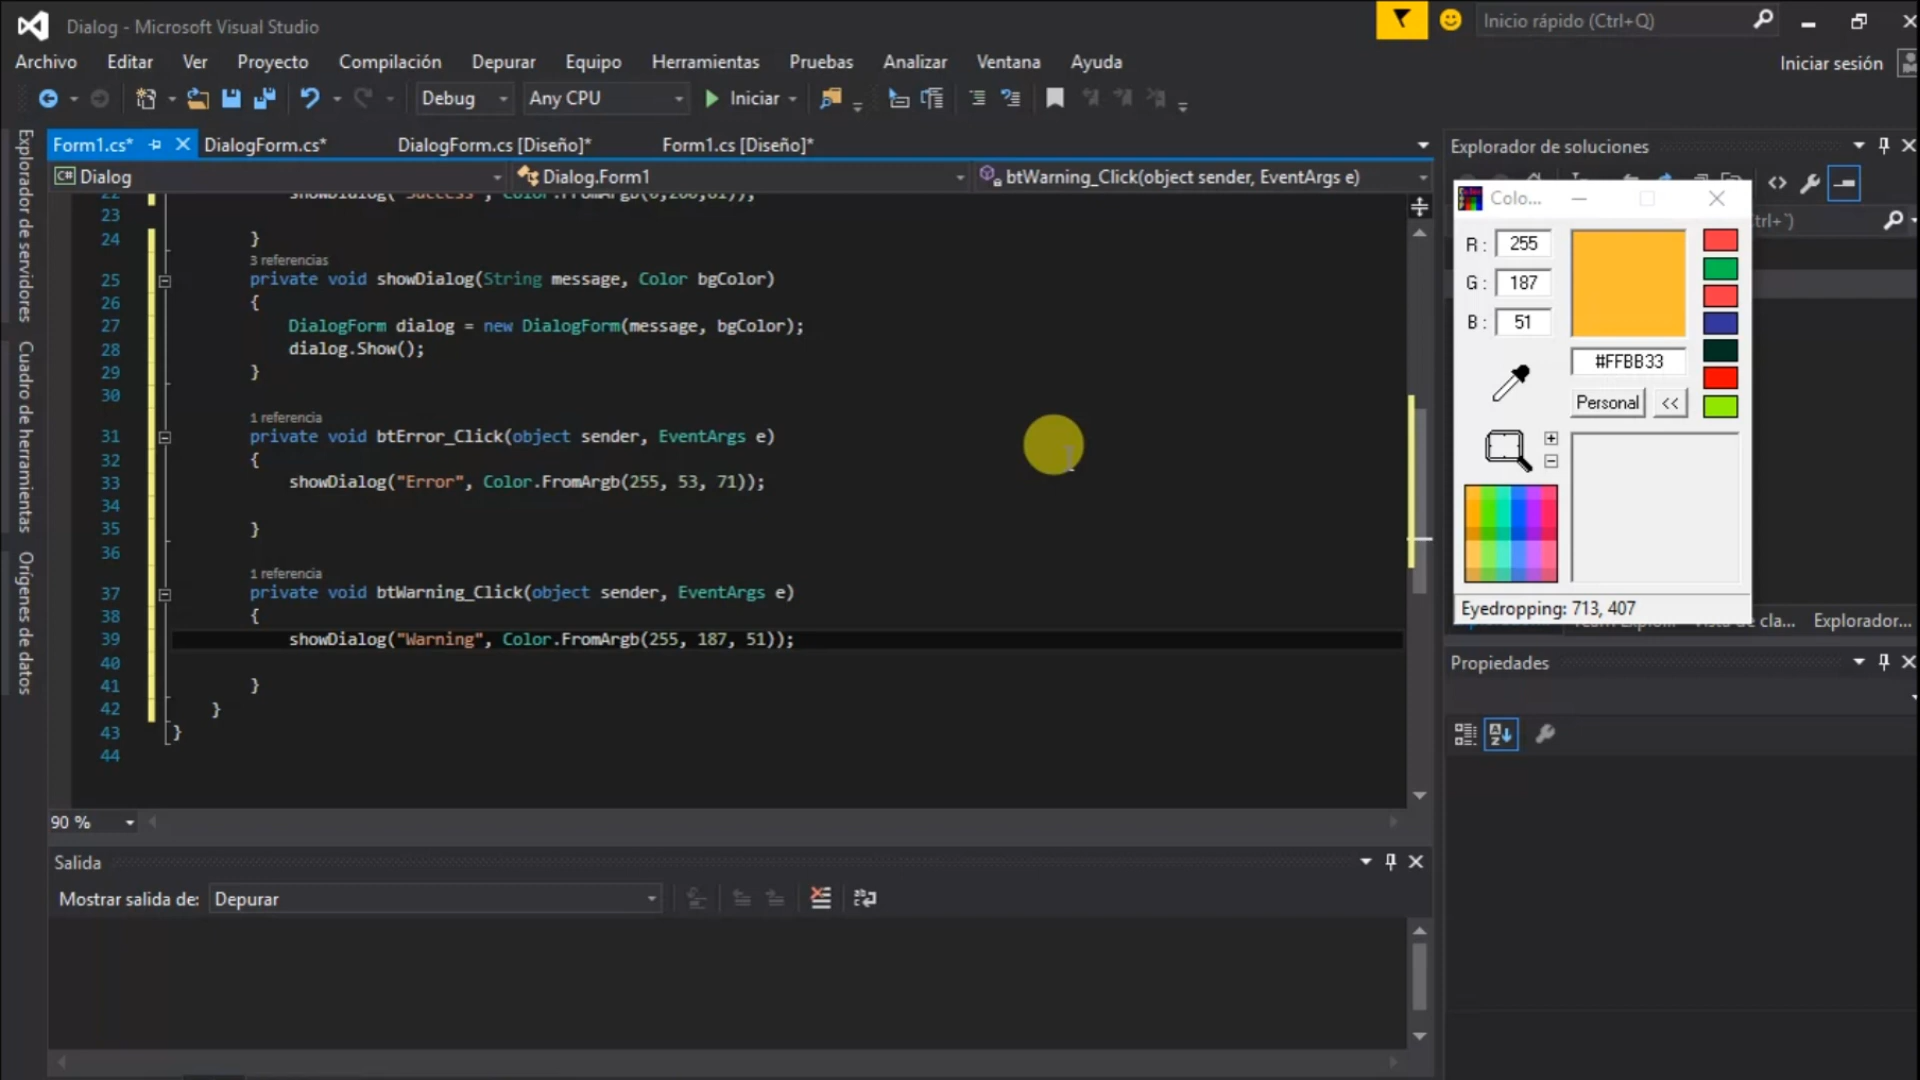 Dialog - Microsoft Visual Studio
Inicio rápido (Ctrl+Q)
Archivo Editar Ver Proyecto Compilación Depurar Equipo Herramientas Pruebas Analizar Ventana Ayuda
Iniciar sesión
Debug Any CPU Iniciar
Form1.cs* DialogForm.cs* DialogForm.cs [Diseño]* Form1.cs [Diseño]*
Dialog Dialog.Form1 btWarning_Click(object sender, EventArgs e)
Explorador de servidores
Cuadro de herramientas
Orígenes de datos
23
24 }
3 referencias
25 private void showDialog(String message, Color bgColor)
26 {
27 DialogForm dialog = new DialogForm(message, bgColor);
28 dialog.Show();
29 }
30
1 referencia
31 private void btError_Click(object sender, EventArgs e)
32 {
33 showDialog("Error", Color.FromArgb(255, 53, 71));
34
35 }
36
1 referencia
37 private void btWarning_Click(object sender, EventArgs e)
38 {
39 showDialog("Warning", Color.FromArgb(255, 187, 51));
40
41 }
42 }
43 }
44
90 %
Salida
Mostrar salida de: Depurar
Explorador de soluciones
Colo...
R: 255
G: 187
B: 51
#FFBB33
Personal <<
Eyedropping: 713, 407
Explorador...
Propiedades